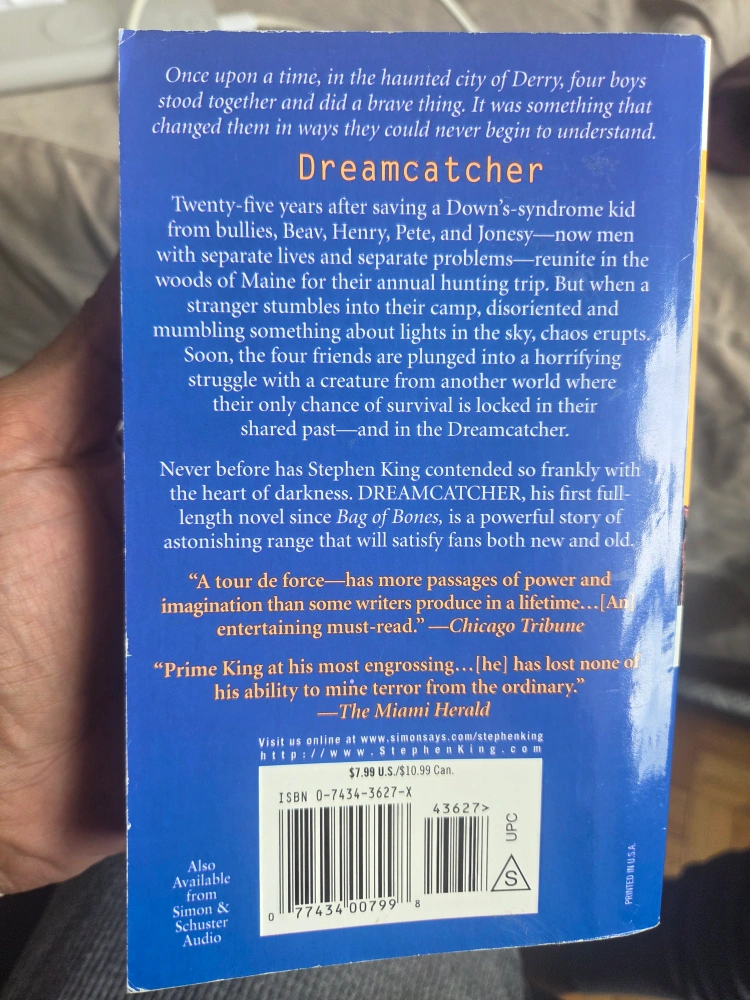 Once upon a time, in the haunted city of Derry, four boys
stood together and did a brave thing. It was something that
changed them in ways they could never begin to understand.
Dreamcatcher
Twenty-five years after saving a Down's-syndrome kid
from bullies, Beav, Henry, Pete, and Jonesy—now men
with separate lives and separate problems—reunite in the
woods of Maine for their annual hunting trip. But when a
stranger stumbles into their camp, disoriented and
mumbling something about lights in the sky, chaos erupts.
Soon, the four friends are plunged into a horrifying
struggle with a creature from another world where
their only chance of survival is locked in their
shared past—and in the Dreamcatcher.
Never before has Stephen King contended so frankly with
the heart of darkness. DREAMCATCHER, his first full-
length novel since Bag of Bones, is a powerful story of
astonishing range that will satisfy fans both new and old.
"A tour de force—has more passages of power and
imagination than some writers produce in a lifetime...[An]
entertaining must-read." —Chicago Tribune
"Prime King at his most engrossing...[he] has lost none of
his ability to mine terror from the ordinary."
—The Miami Herald
Visit us online at www.simonsays.com/stephenking
http://www.StephenKing.com
$7.99 U.S./$10.99 Can.
ISBN 0-7434-3627-X
43627>
UPC
S
0 77434 00799 8
Also
Available
from
Simon &
Schuster
Audio
PRINTED IN U.S.A.